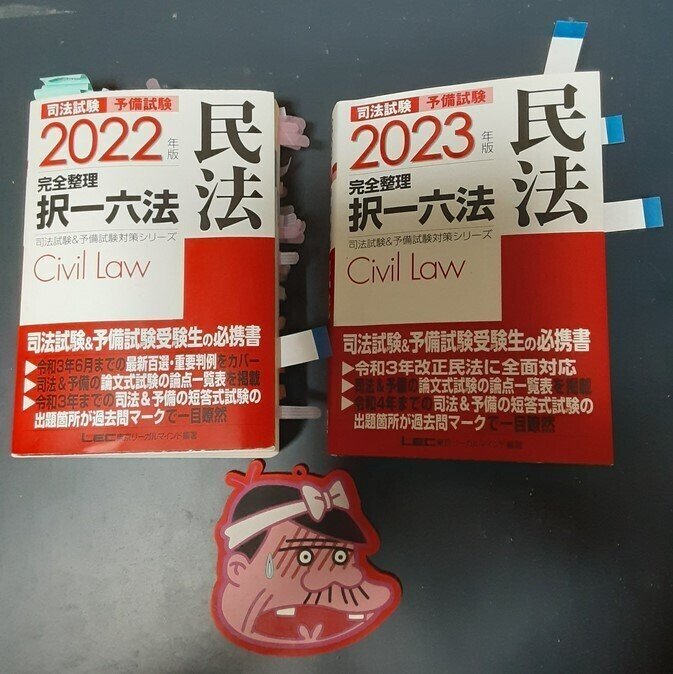 司法試験 予備試験
2022年版
民法
完全整理
択一六法
司法試験&予備試験対策シリーズ
Civil Law
司法試験&予備試験受験生の必携書
▶令和3年6月までの最新百選・重要判例をカバー
▶司法&予備の論文式試験の論点一覧表を掲載
▶令和3年までの司法&予備の短答式試験の
出題箇所が過去問マークで一目瞭然
LEC東京リーガルマインド編著
司法試験 予備試験
2023年版
民法
完全整理
択一六法
司法試験&予備試験対策シリーズ
Civil Law
司法試験&予備試験受験生の必携書
▶令和3年改正民法に全面対応
▶司法&予備の論文式試験の論点一覧表を掲載
▶令和4年までの司法&予備の短答式試験の
出題箇所が過去問マークで一目瞭然
LEC東京リーガルマインド編著